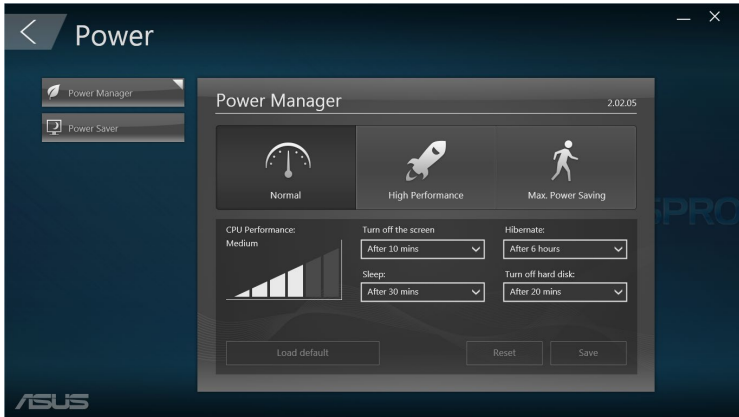 Power
Power Manager
Power Saver
Power Manager
2.02.05
Normal
High Performance
Max. Power Saving
CPU Performance:
Medium
Turn off the screen
After 10 mins
Hibernate:
After 6 hours
Sleep:
After 30 mins
Turn off hard disk:
After 20 mins
Load default
Reset
Save
SPRO
ASUS